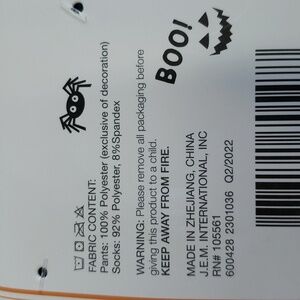 BOO!
FABRIC CONTENT:
Pants: 100% Polyester (exclusive of decoration)
Socks: 92% Polyester, 8%Spandex
WARNING: Please remove all packaging before
giving this product to a child.
KEEP AWAY FROM FIRE.
MADE IN ZHEJIANG, CHINA
J.E.M. INTERNATIONAL, INC
RN# 105561
600428 2301036 Q2/2022